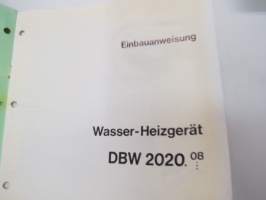 Einbauanweisung
Wasser-Heizgerät
DBW 2020. 08